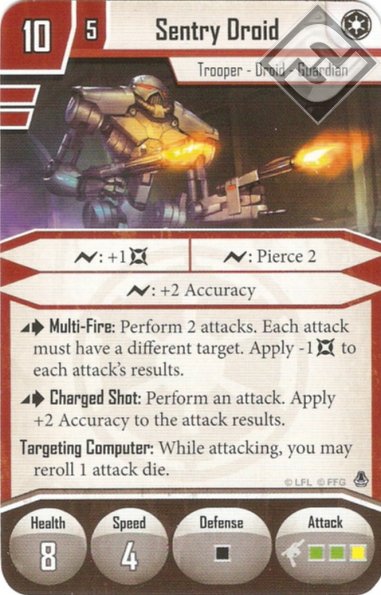 10 5 Sentry Droid
Trooper - Droid - Guardian
: +1
: Pierce 2
: +2 Accuracy
Multi-Fire: Perform 2 attacks. Each attack
must have a different target. Apply -1 to
each attack's results.
Charged Shot: Perform an attack. Apply
+2 Accuracy to the attack results.
Targeting Computer: While attacking, you may
reroll 1 attack die.
© LFL © FFG
Health Speed Defense Attack
8 4